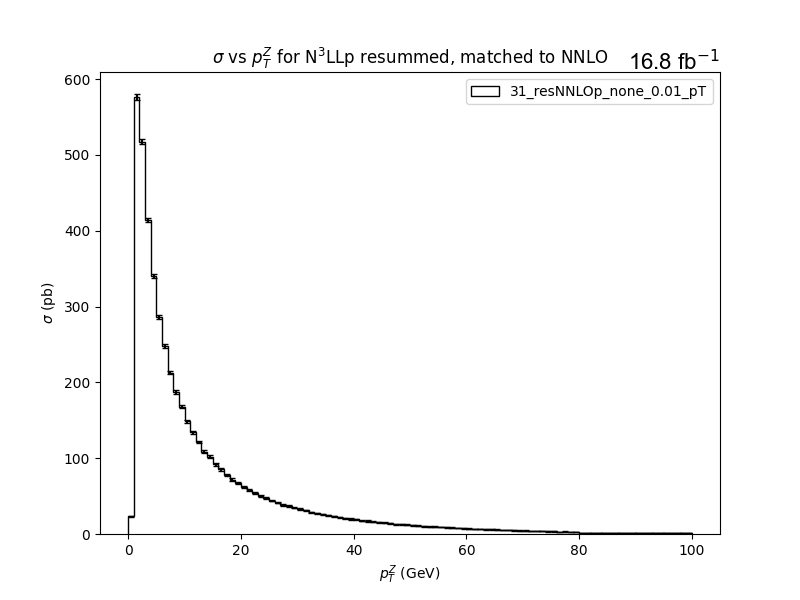 σ vs p_T^Z for N³LLp resummed, matched to NNLO
16.8 fb⁻¹
31_resNNLOp_none_0.01_pT
600
500
400
300
200
100
0
σ (pb)
0 20 40 60 80 100
p_T^Z (GeV)